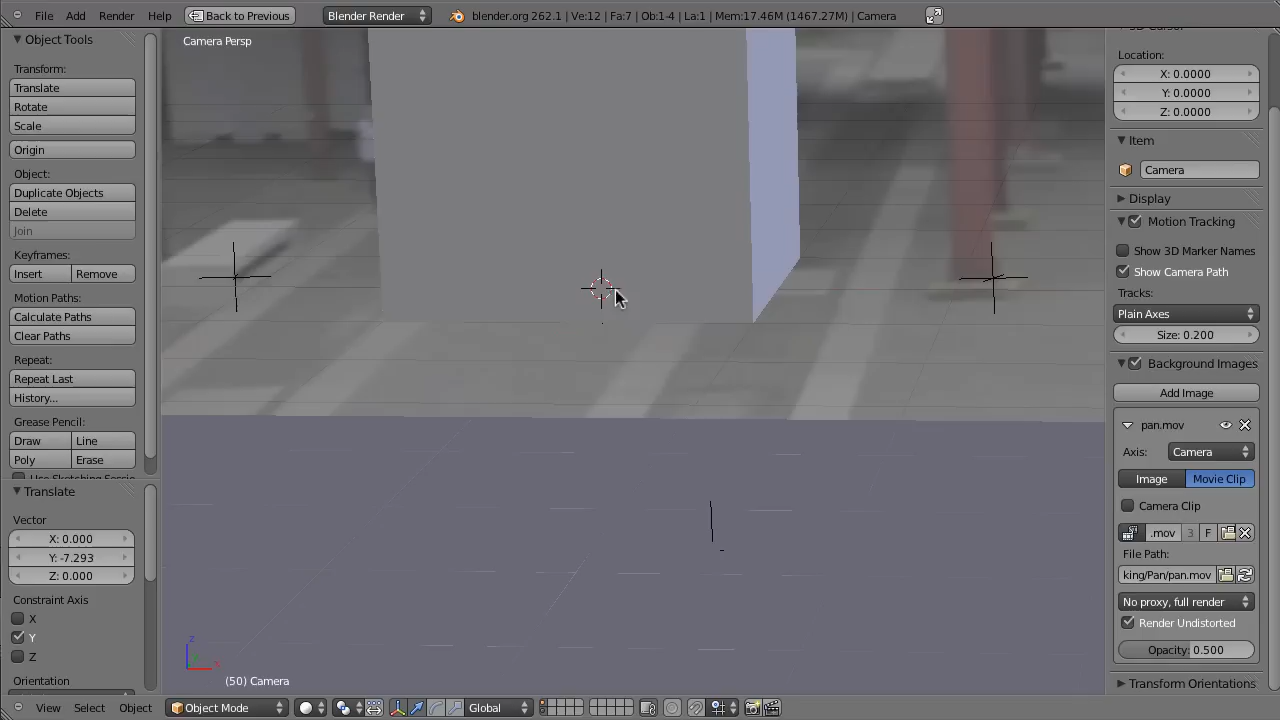 File Add Render Help Back to Previous Blender Render blender.org 262.1 | Ve:12 | Fa:7 | Ob:1-4 | La:1 | Mem:17.46M (1467.27M) | Camera
Object Tools
Transform:
Translate
Rotate
Scale
Origin
Object:
Duplicate Objects
Delete
Join
Keyframes:
Insert Remove
Motion Paths:
Calculate Paths
Clear Paths
Repeat:
Repeat Last
History...
Grease Pencil:
Draw Line
Poly Erase
Translate
Vector
X: 0.000
Y: -7.293
Z: 0.000
Constraint Axis
X
Y
Z
Orientation
Camera Persp
z
x
(50) Camera
Location:
X: 0.0000
Y: 0.0000
Z: 0.0000
Item
Camera
Display
Motion Tracking
Show 3D Marker Names
Show Camera Path
Tracks:
Plain Axes
Size: 0.200
Background Images
Add Image
pan.mov
Axis: Camera
Image Movie Clip
Camera Clip
.mov 3 F
File Path:
king/Pan/pan.mov
No proxy, full render
Render Undistorted
Opacity: 0.500
Transform Orientations
View Select Object Object Mode Global